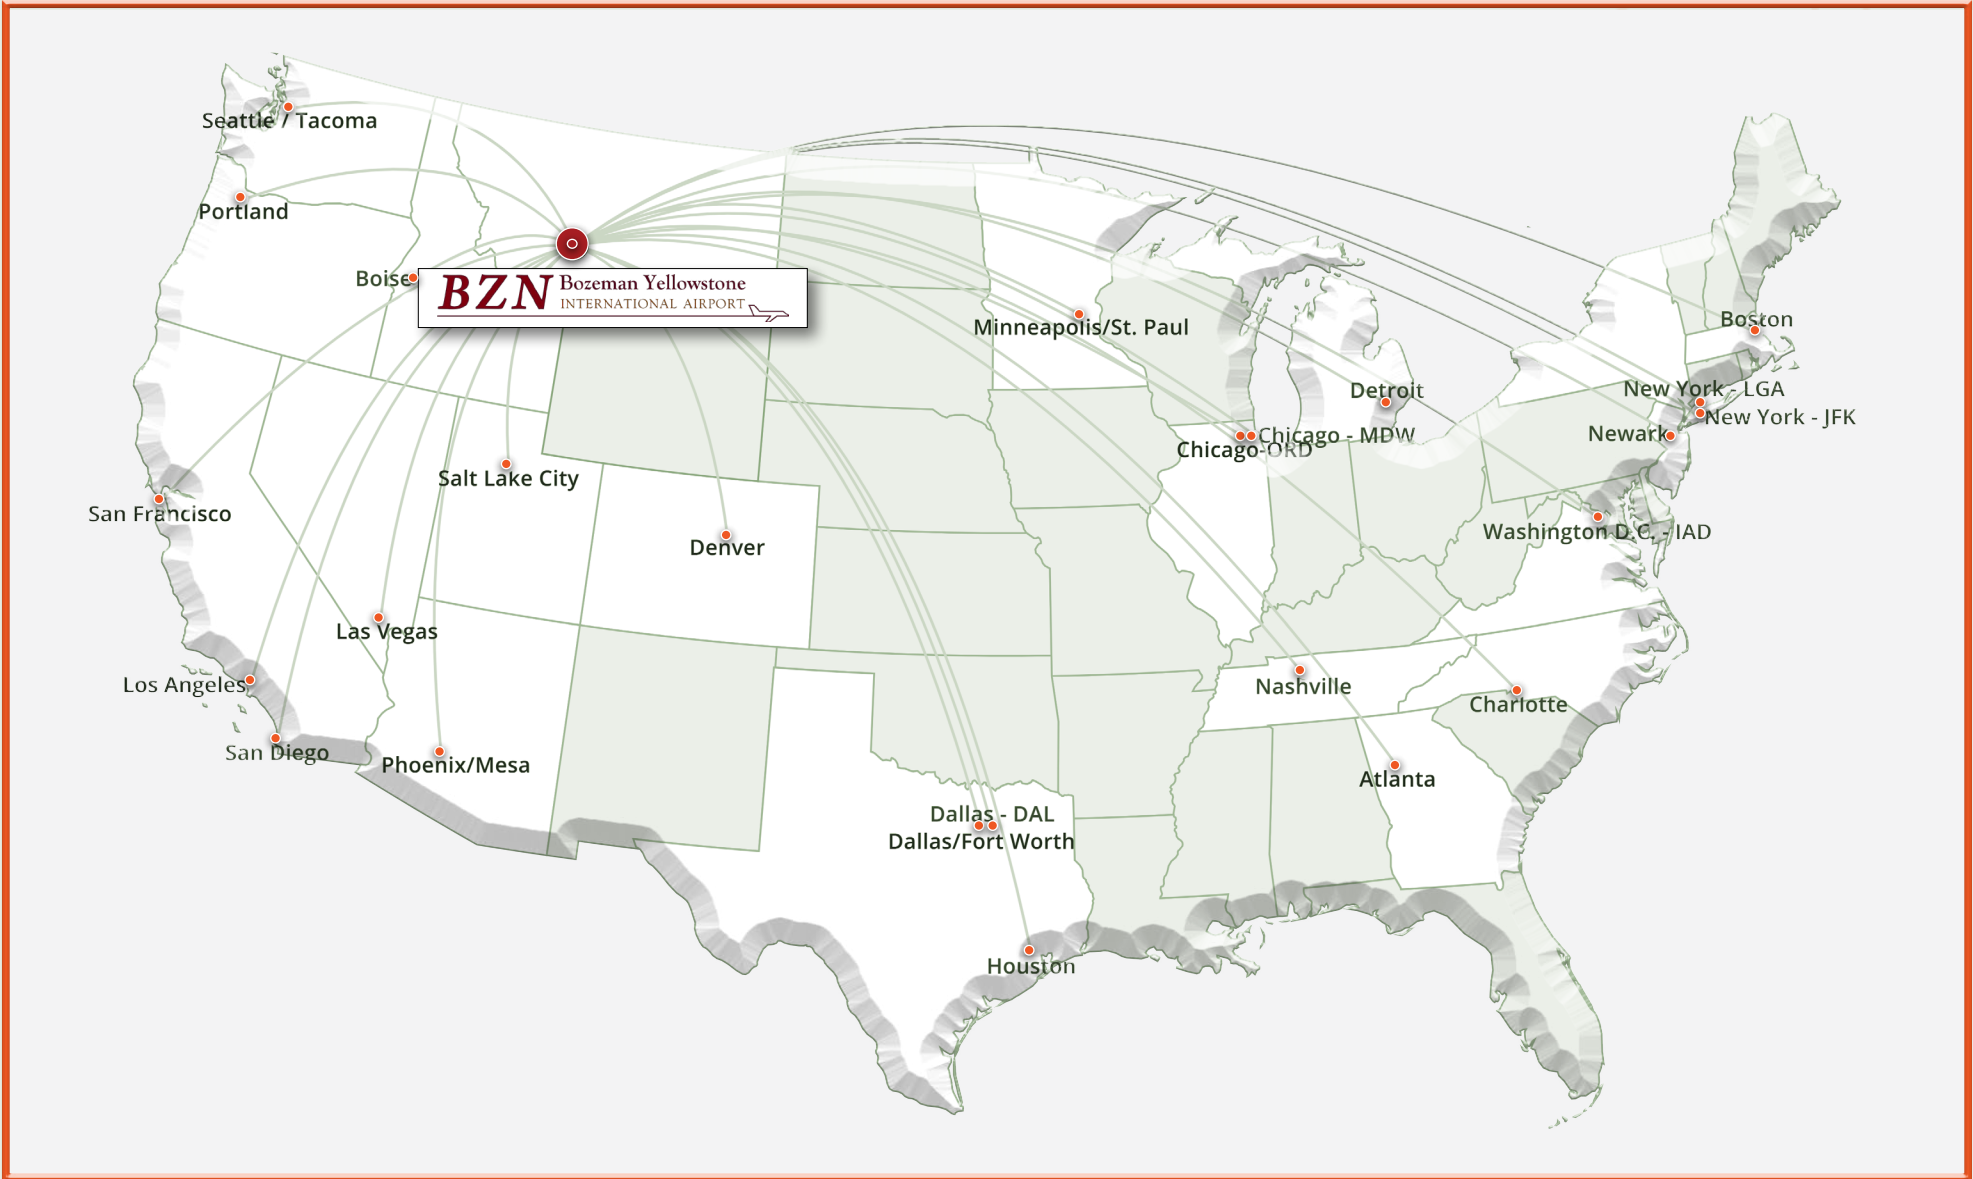 Seattle / Tacoma
Portland
Boise
BZN
Bozeman Yellowstone
INTERNATIONAL AIRPORT
Minneapolis/St. Paul
Boston
Detroit
New York - LGA
New York - JFK
Newark
Chicago - MDW
Chicago-ORD
Salt Lake City
San Francisco
Washington D.C. - IAD
Denver
Las Vegas
Los Angeles
Nashville
Charlotte
San Diego
Phoenix/Mesa
Atlanta
Dallas - DAL
Dallas/Fort Worth
Houston